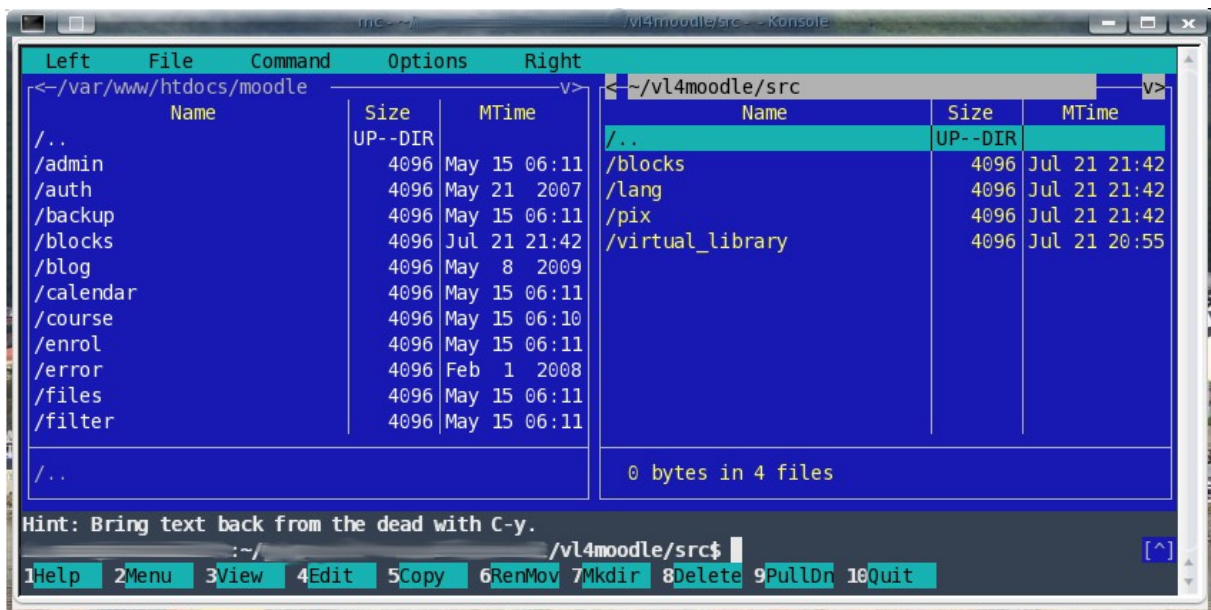 mc - ~/ /vl4moodle/src - - Konsole
Left File Command Options Right
<-/var/www/htdocs/moodle v> <-~/vl4moodle/src v>
Name Size MTime Name Size MTime
/.. UP--DIR /.. UP--DIR
/admin 4096 May 15 06:11 /blocks 4096 Jul 21 21:42
/auth 4096 May 21 2007 /lang 4096 Jul 21 21:42
/backup 4096 May 15 06:11 /pix 4096 Jul 21 21:42
/blocks 4096 Jul 21 21:42 /virtual_library 4096 Jul 21 20:55
/blog 4096 May 8 2009
/calendar 4096 May 15 06:11
/course 4096 May 15 06:10
/enrol 4096 May 15 06:11
/error 4096 Feb 1 2008
/files 4096 May 15 06:11
/filter 4096 May 15 06:11
/.. 0 bytes in 4 files
Hint: Bring text back from the dead with C-y.
:~/ /vl4moodle/src$ [^]
1Help 2Menu 3View 4Edit 5Copy 6RenMov 7Mkdir 8Delete 9PullDn 10Quit